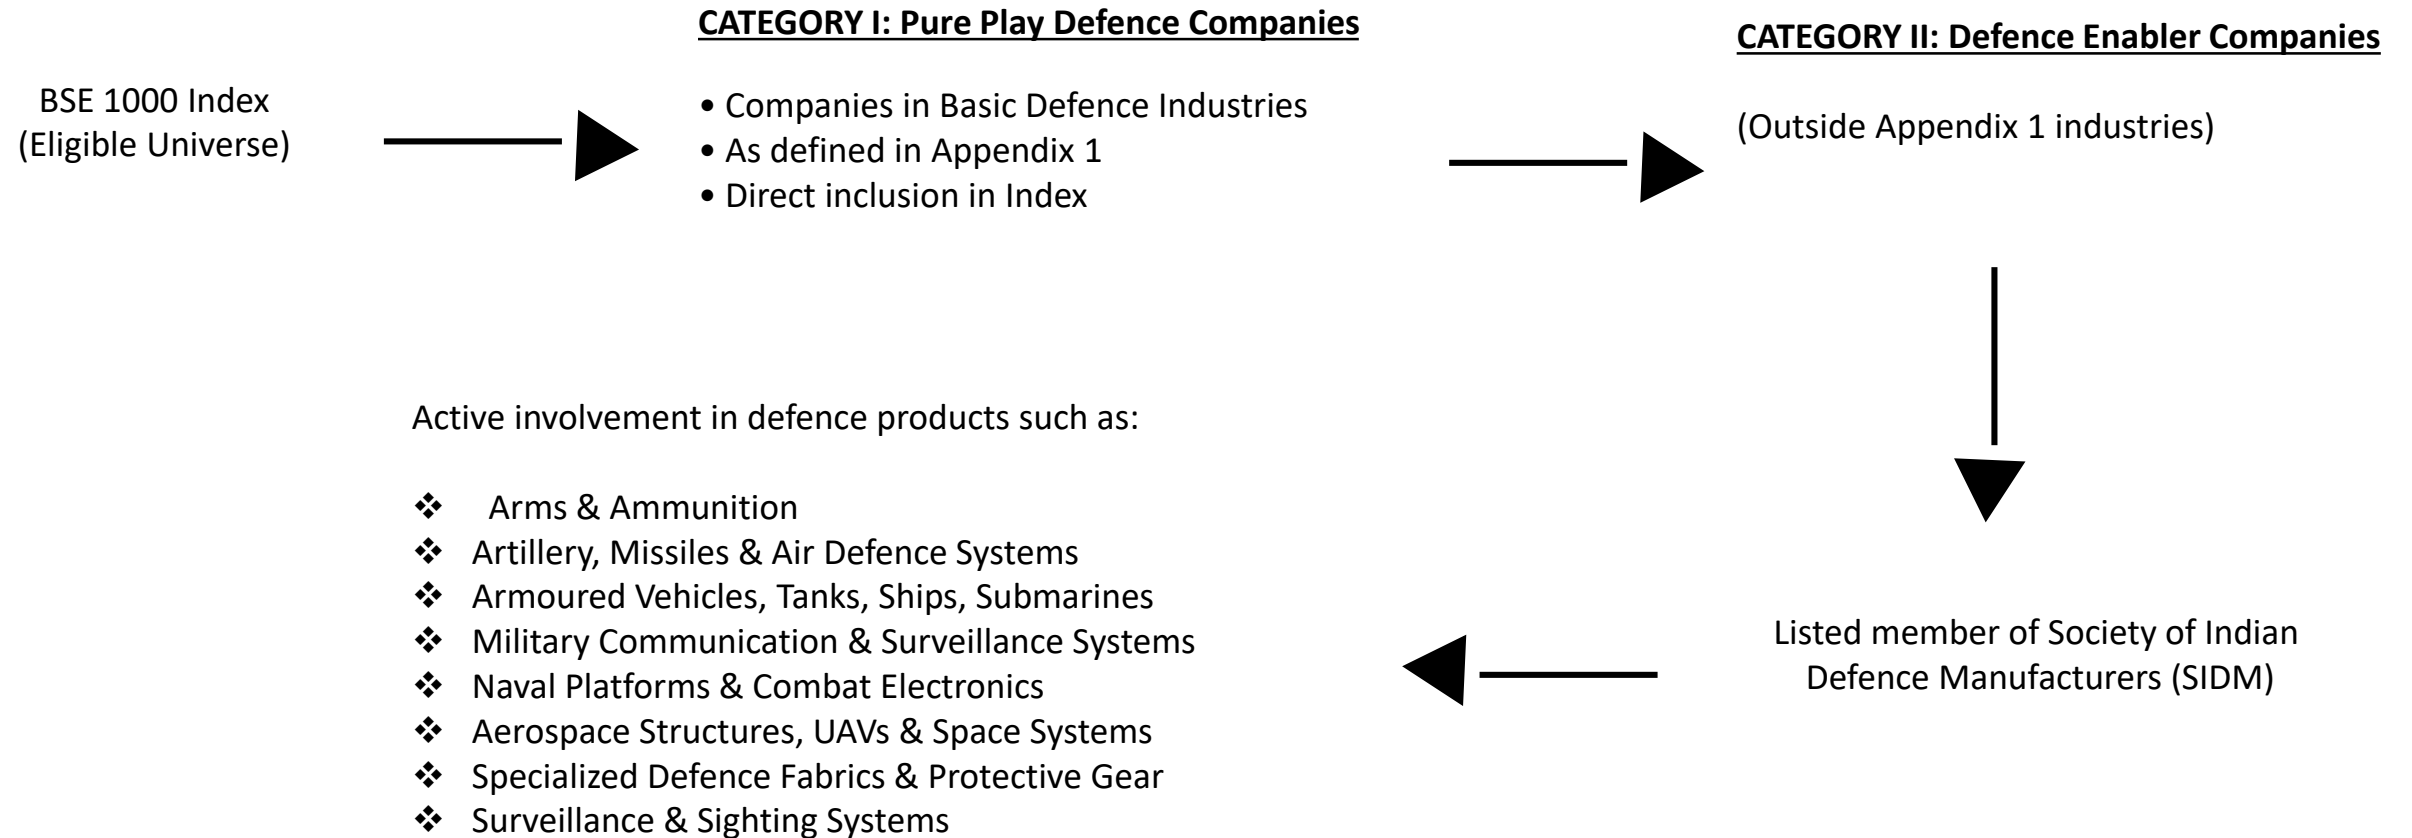 BSE 1000 Index
(Eligible Universe)
CATEGORY I: Pure Play Defence Companies
• Companies in Basic Defence Industries
• As defined in Appendix 1
• Direct inclusion in Index
CATEGORY II: Defence Enabler Companies
(Outside Appendix 1 industries)
Listed member of Society of Indian
Defence Manufacturers (SIDM)
Active involvement in defence products such as:
❖ Arms & Ammunition
❖ Artillery, Missiles & Air Defence Systems
❖ Armoured Vehicles, Tanks, Ships, Submarines
❖ Military Communication & Surveillance Systems
❖ Naval Platforms & Combat Electronics
❖ Aerospace Structures, UAVs & Space Systems
❖ Specialized Defence Fabrics & Protective Gear
❖ Surveillance & Sighting Systems